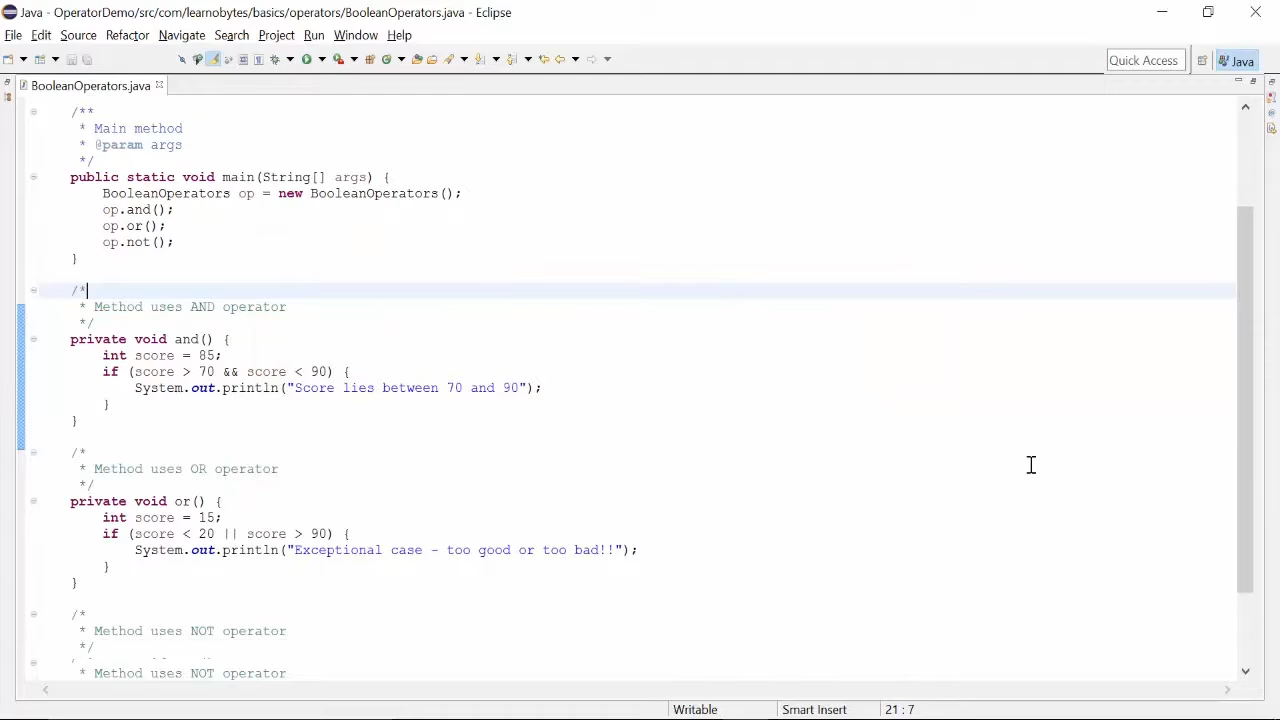 Java - OperatorDemo/src/com/learnobytes/basics/operators/BooleanOperators.java - Eclipse
File Edit Source Refactor Navigate Search Project Run Window Help
Quick Access Java
BooleanOperators.java
/**
 * Main method
 * @param args
 */
public static void main(String[] args) {
    BooleanOperators op = new BooleanOperators();
    op.and();
    op.or();
    op.not();
}
/*
 * Method uses AND operator
 */
private void and() {
    int score = 85;
    if (score > 70 && score < 90) {
        System.out.println("Score lies between 70 and 90");
    }
}
/*
 * Method uses OR operator
 */
private void or() {
    int score = 15;
    if (score < 20 || score > 90) {
        System.out.println("Exceptional case - too good or too bad!!");
    }
}
/*
 * Method uses NOT operator
 */
 * Method uses NOT operator
Writable Smart Insert 21 : 7